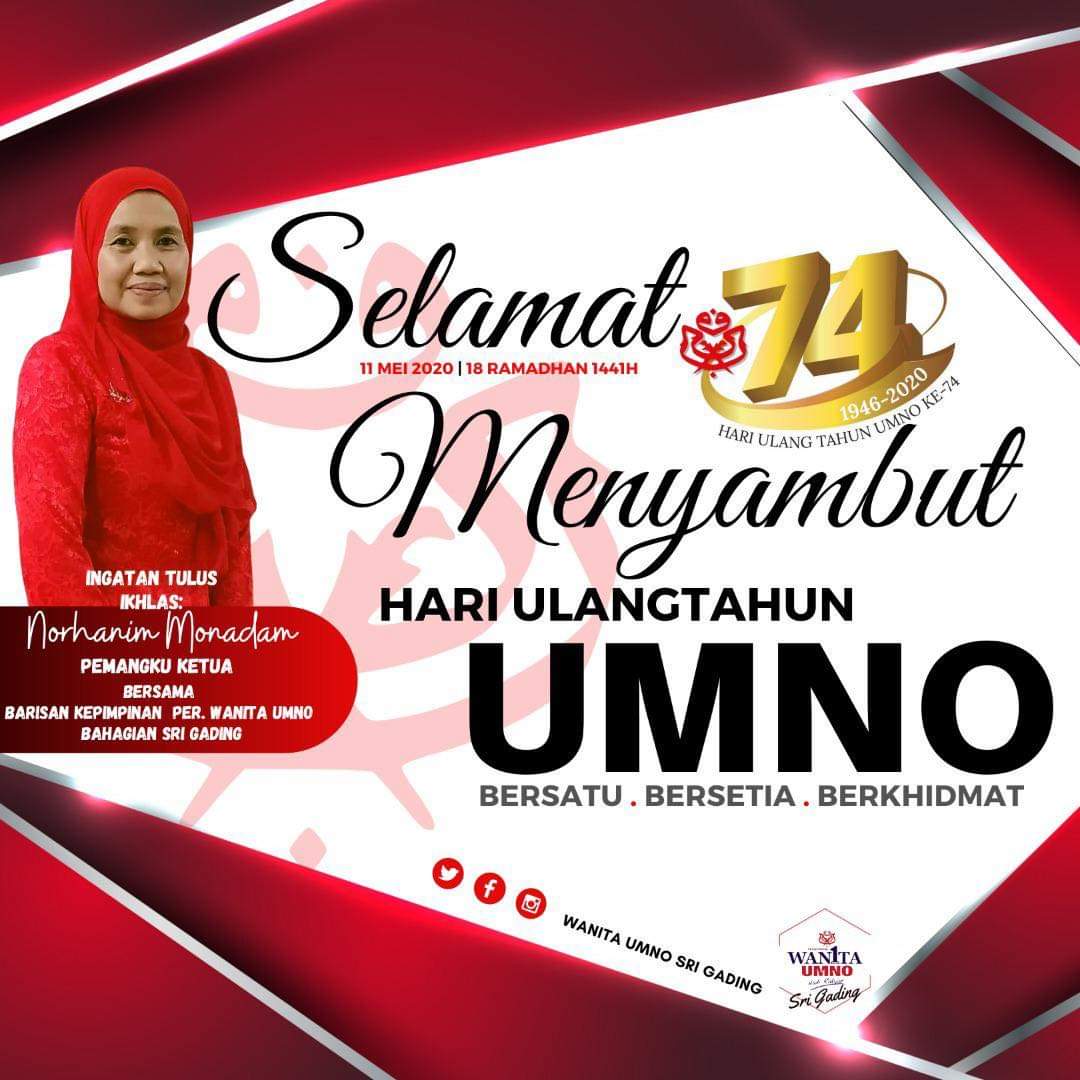 Selamat
74
1946-2020
HARI ULANG TAHUN UMNO KE-74
11 MEI 2020 | 18 RAMADHAN 1441H
Menyambut
HARI ULANGTAHUN
UMNO
BERSATU . BERSETIA . BERKHIDMAT
INGATAN TULUS
IKHLAS:
Norhanim Monadam
PEMANGKU KETUA
BERSAMA
BARISAN KEPIMPINAN PER. WANITA UMNO
BAHAGIAN SRI GADING
WANITA UMNO SRI GADING
WAN1TA
UMNO
Sri Gading